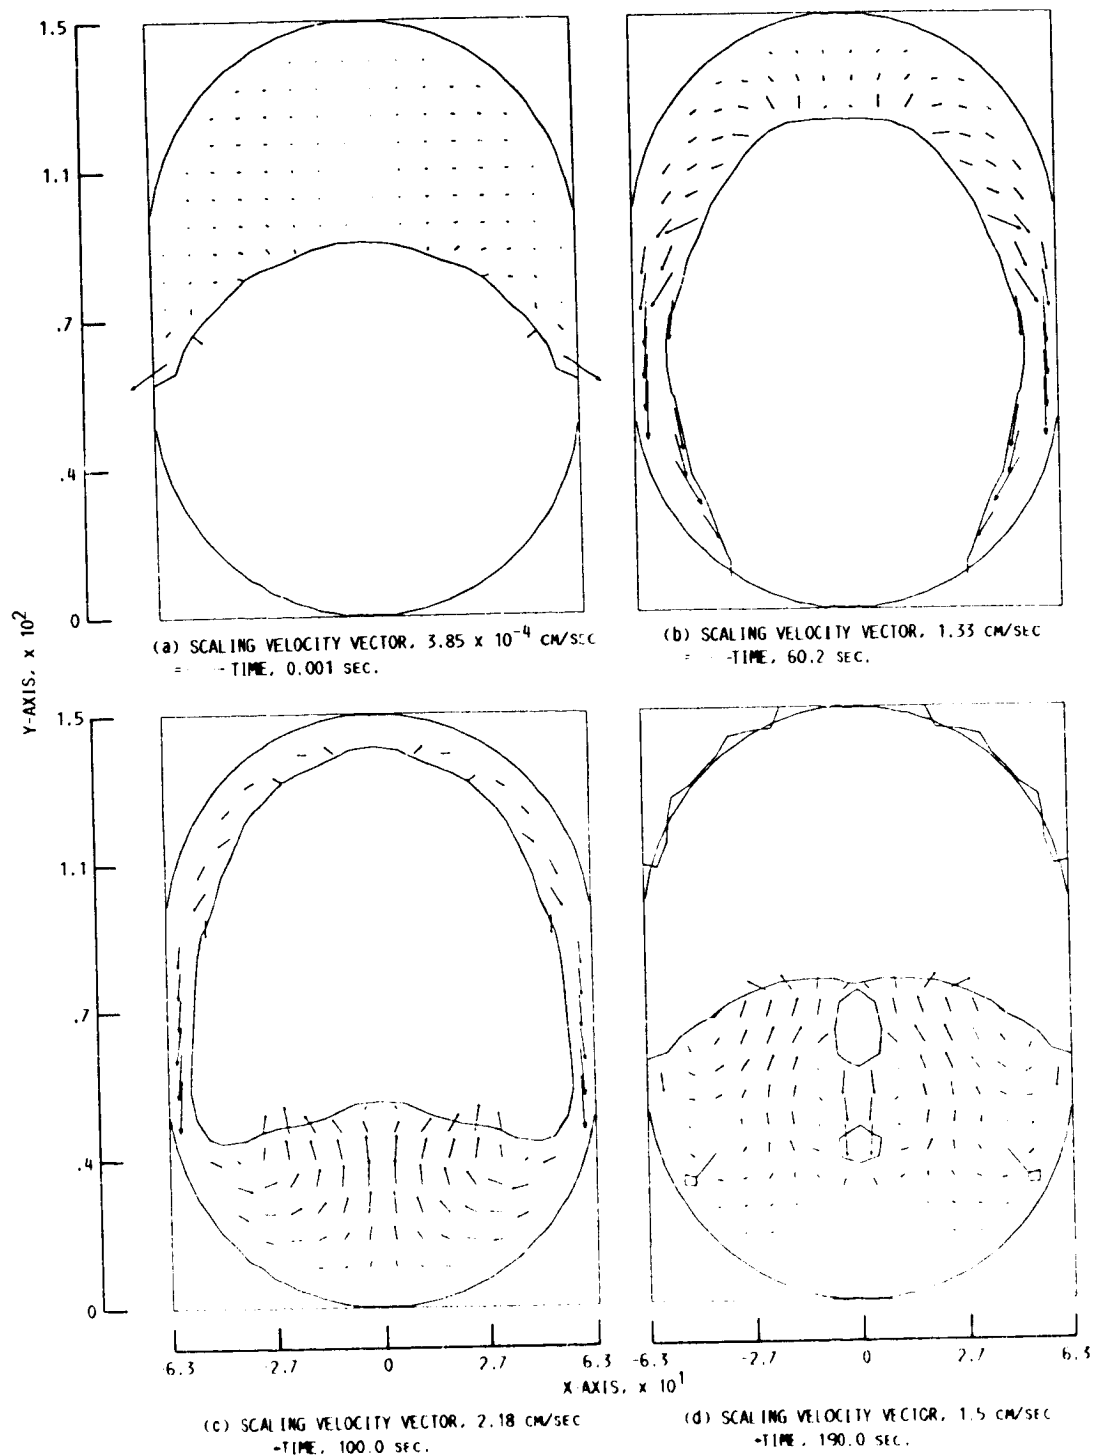 1.5
1.1
.7
.4
0
(a) SCALING VELOCITY VECTOR, 3.85 x 10⁻⁴ CM/SEC
TIME, 0.001 SEC.
(b) SCALING VELOCITY VECTOR, 1.33 CM/SEC
TIME, 60.2 SEC.
Y-AXIS, x 10²
1.5
1.1
.7
.4
0
-6.3 -2.7 0 2.7 6.3
-6.3 -2.7 0 2.7 6.3
X AXIS, x 10¹
(c) SCALING VELOCITY VECTOR, 2.18 CM/SEC
-TIME, 100.0 SEC.
(d) SCALING VELOCITY VECTOR, 1.5 CM/SEC
-TIME, 190.0 SEC.